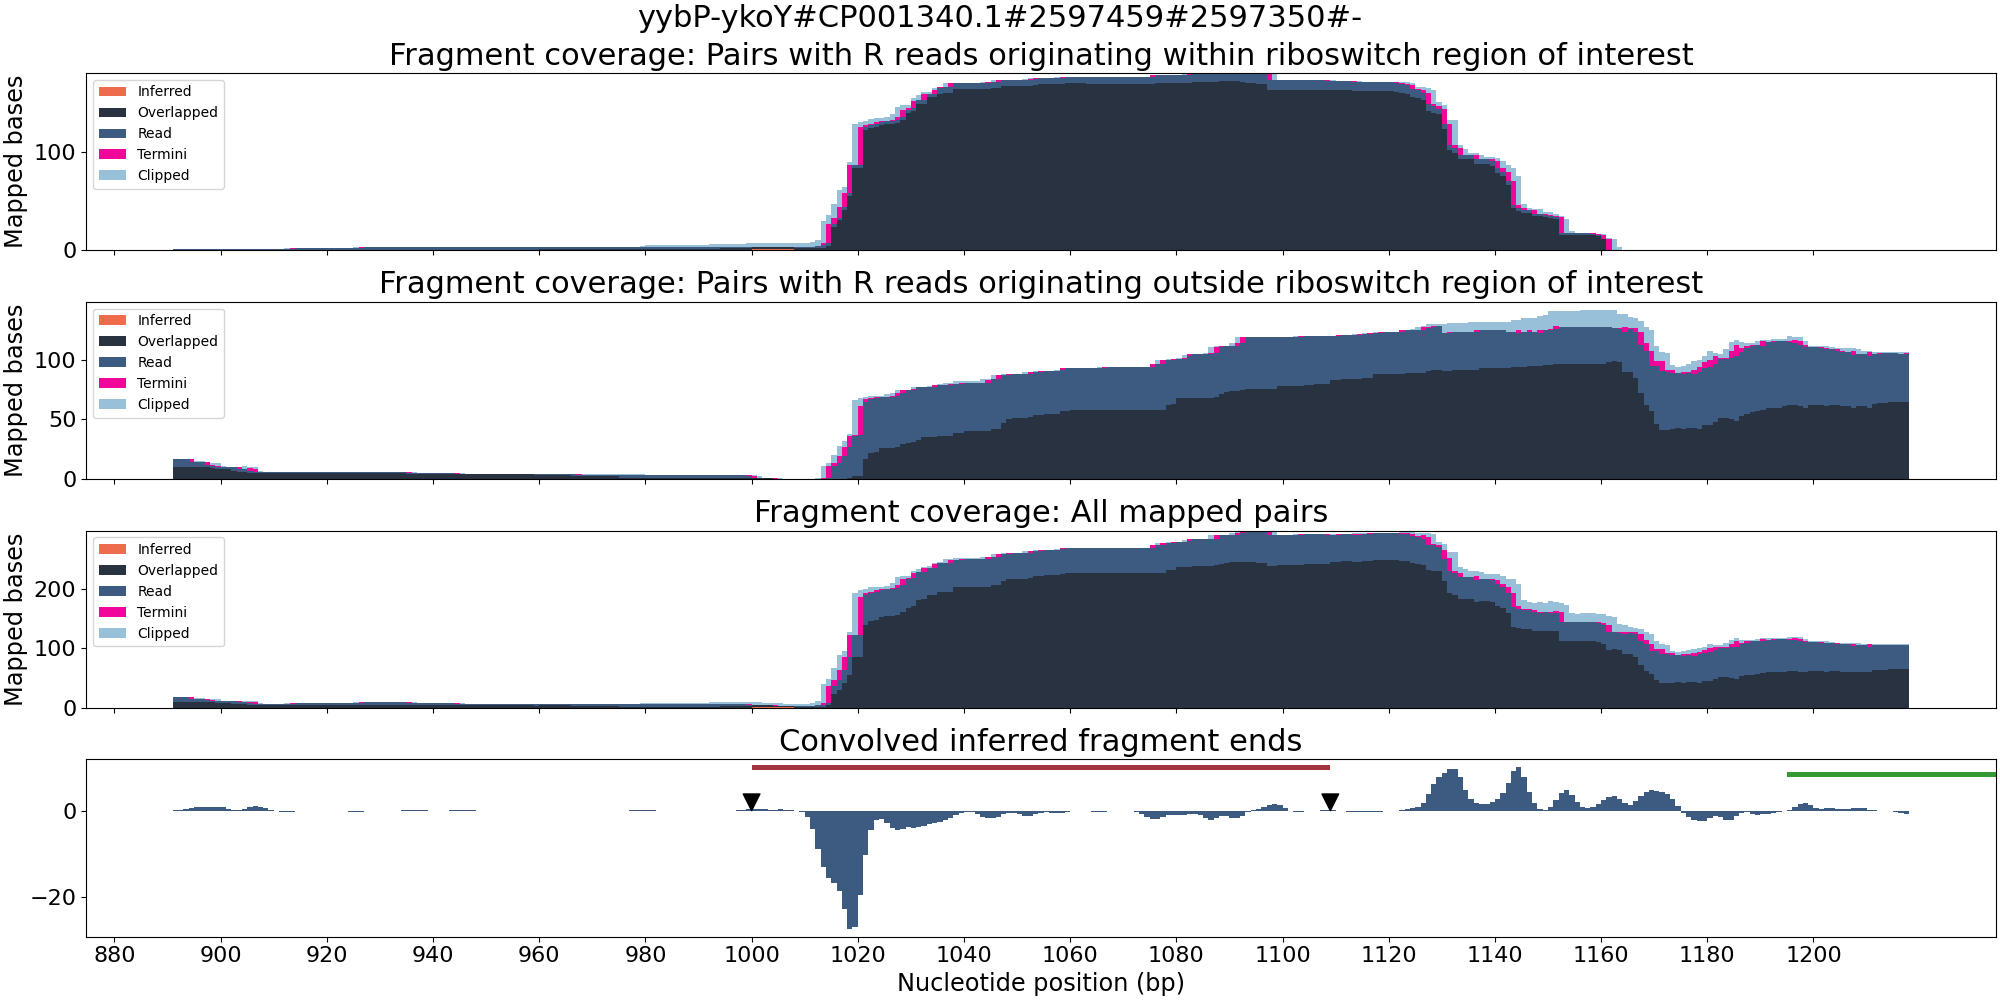 yybP-ykoY#CP001340.1#2597459#2597350#-
Fragment coverage: Pairs with R reads originating within riboswitch region of interest
Mapped bases
100
0
Inferred
Overlapped
Read
Termini
Clipped
Fragment coverage: Pairs with R reads originating outside riboswitch region of interest
Mapped bases
100
50
0
Inferred
Overlapped
Read
Termini
Clipped
Fragment coverage: All mapped pairs
Mapped bases
200
100
0
Inferred
Overlapped
Read
Termini
Clipped
Convolved inferred fragment ends
0
−20
880 900 920 940 960 980 1000 1020 1040 1060 1080 1100 1120 1140 1160 1180 1200
Nucleotide position (bp)